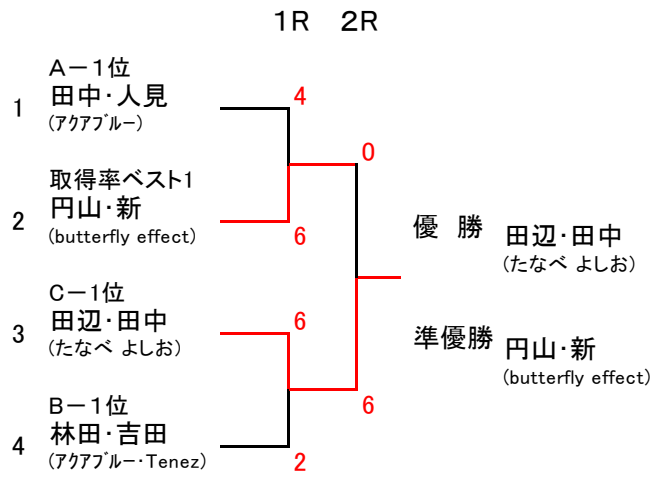 1R 2R
A-1位
1 田中・人見 4
(ｱｸｱﾌﾞﾙｰ)
0
取得率ベスト1
2 円山・新 6
(butterfly effect)
優 勝 田辺・田中
(たなべ よしお)
C-1位
3 田辺・田中 6
(たなべ よしお)
準優勝 円山・新
(butterfly effect)
B-1位 6
4 林田・吉田
(ｱｸｱﾌﾞﾙｰ・Tenez) 2